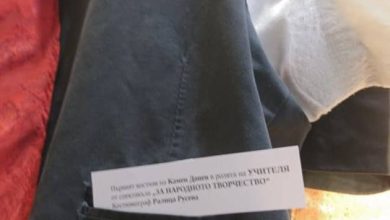 Първият костюм на Камен Донев в ролята на УЧИТЕЛЯ
от спектакъла „ЗА НАРОДНОТО ТВОРЧЕСТВО"
Костюмограф Ралица Русева